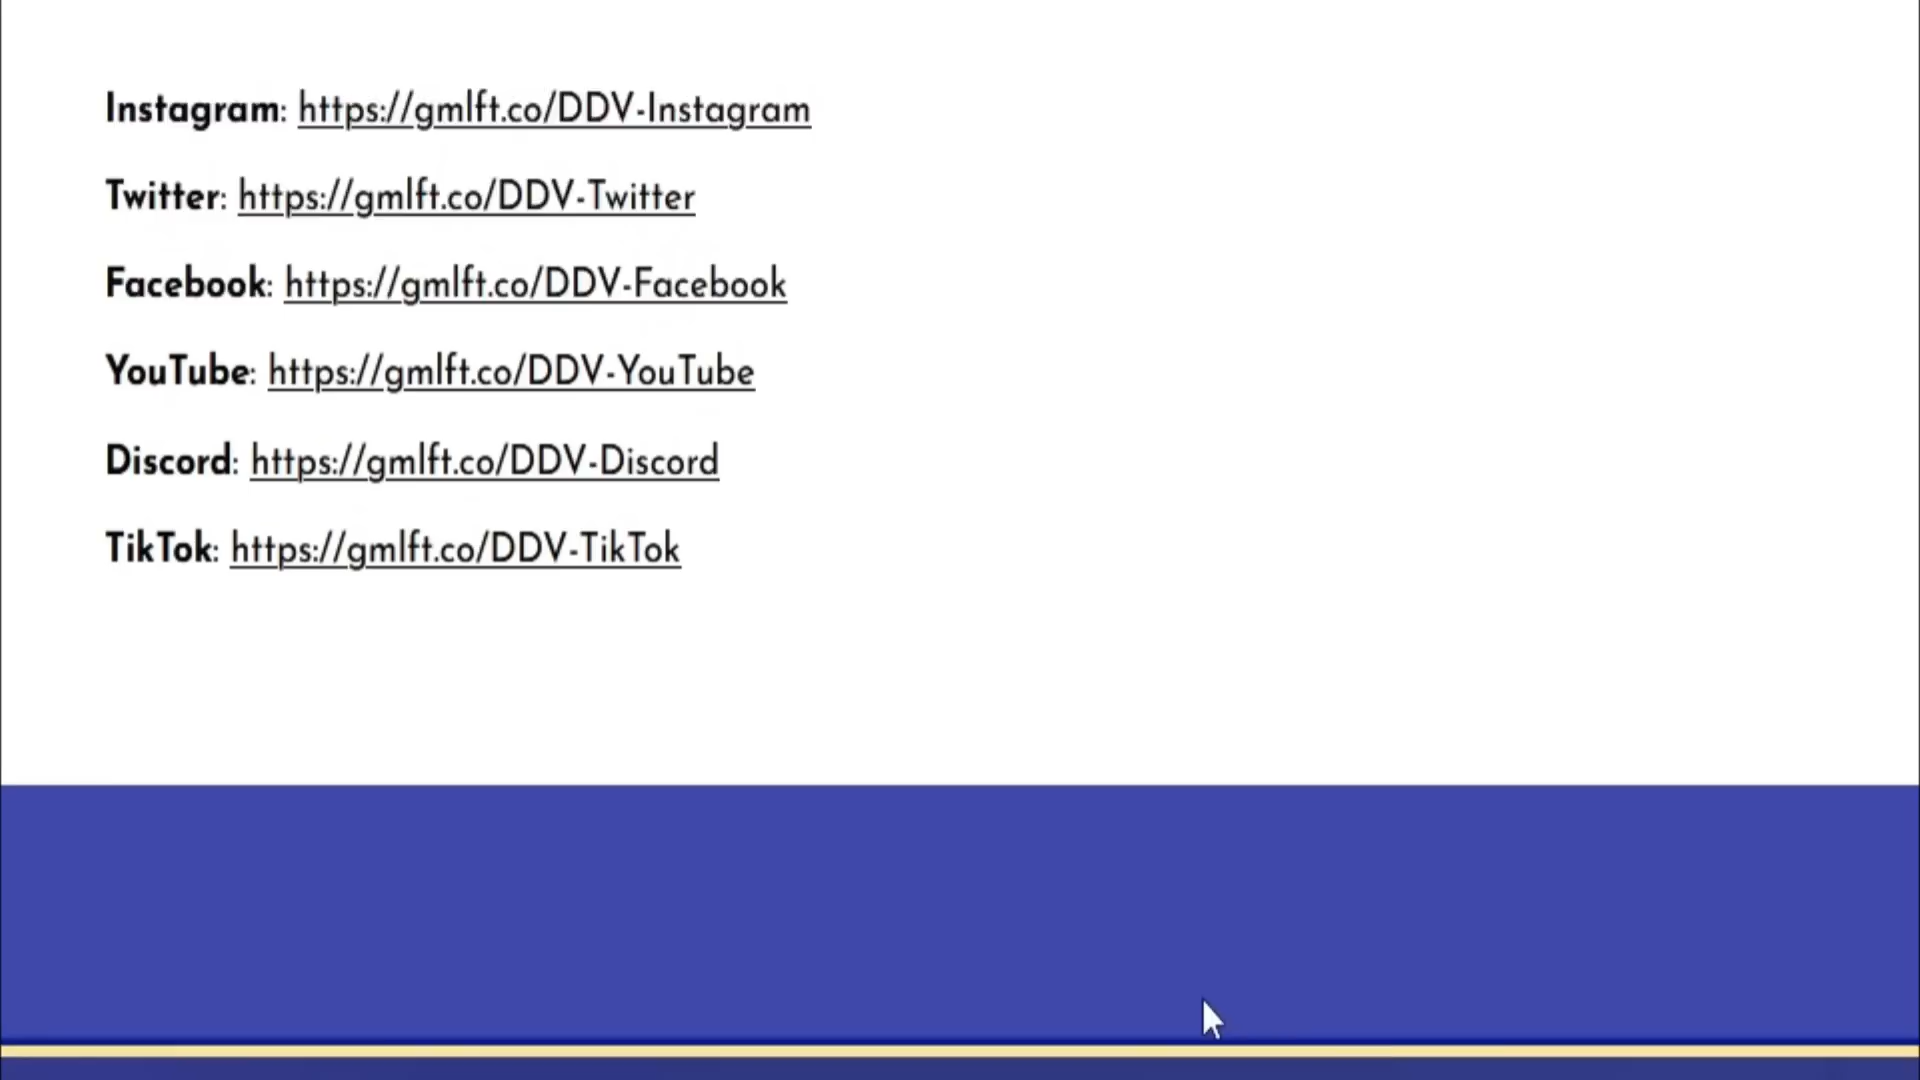 Instagram: https://gmlft.co/DDV-Instagram
Twitter: https://gmlft.co/DDV-Twitter
Facebook: https://gmlft.co/DDV-Facebook
YouTube: https://gmlft.co/DDV-YouTube
Discord: https://gmlft.co/DDV-Discord
TikTok: https://gmlft.co/DDV-TikTok